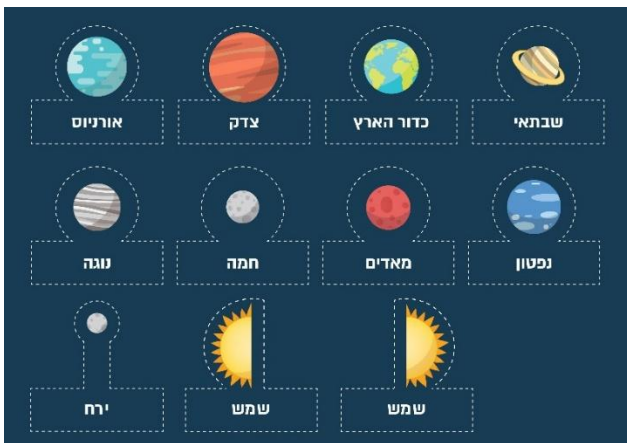 שבתאי
כדור הארץ
צדק
אורניוס
נפטון
מאדים
חמה
נוגה
שמש
שמש
ירח